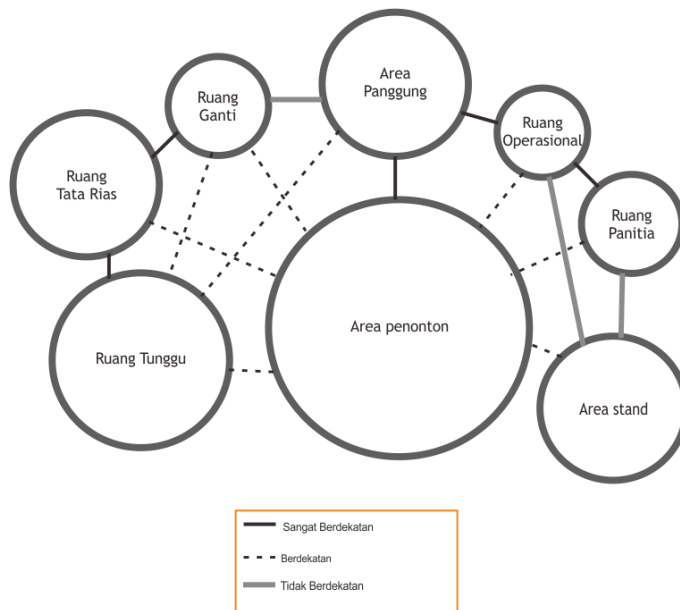 Area
Panggung
Ruang
Ganti
Ruang
Operasional
Ruang
Tata Rias
Ruang
Panitia
Area penonton
Ruang Tunggu
Area stand
Sangat Berdekatan
Berdekatan
Tidak Berdekatan